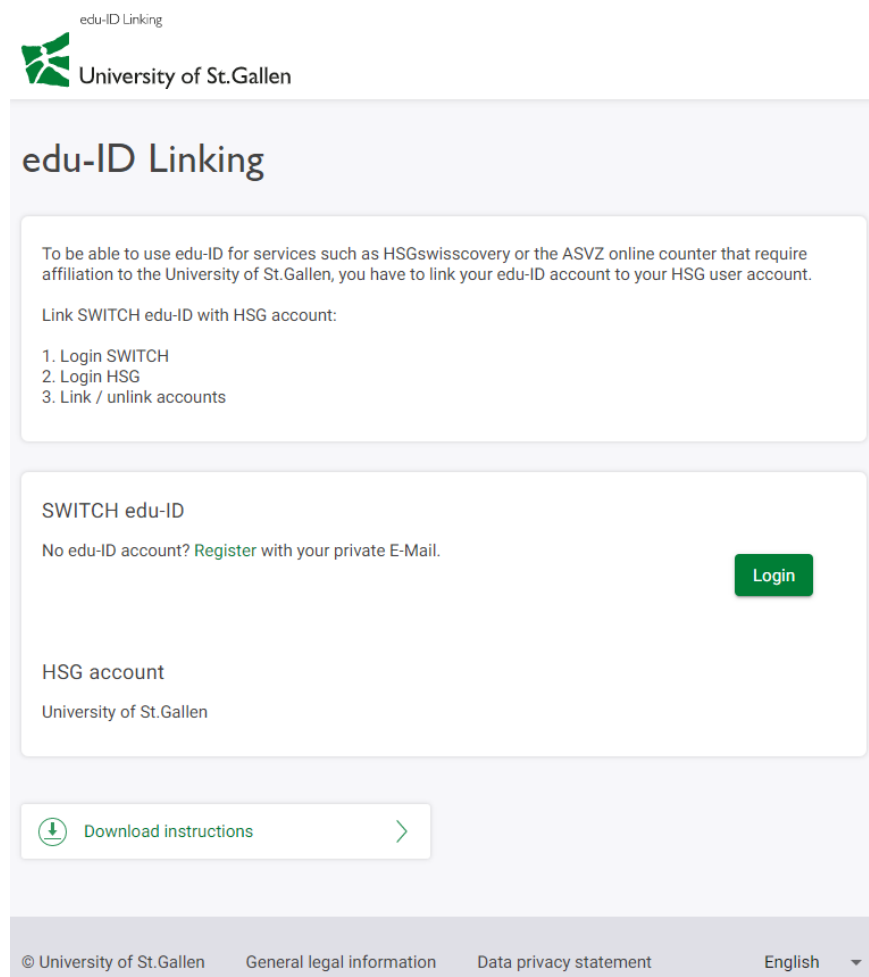 edu-ID Linking
University of St.Gallen
edu-ID Linking
To be able to use edu-ID for services such as HSGswisscovery or the ASVZ online counter that require
affiliation to the University of St.Gallen, you have to link your edu-ID account to your HSG user account.
Link SWITCH edu-ID with HSG account:
1. Login SWITCH
2. Login HSG
3. Link / unlink accounts
SWITCH edu-ID
No edu-ID account? Register with your private E-Mail.
Login
HSG account
University of St.Gallen
Download instructions
© University of St.Gallen General legal information Data privacy statement English